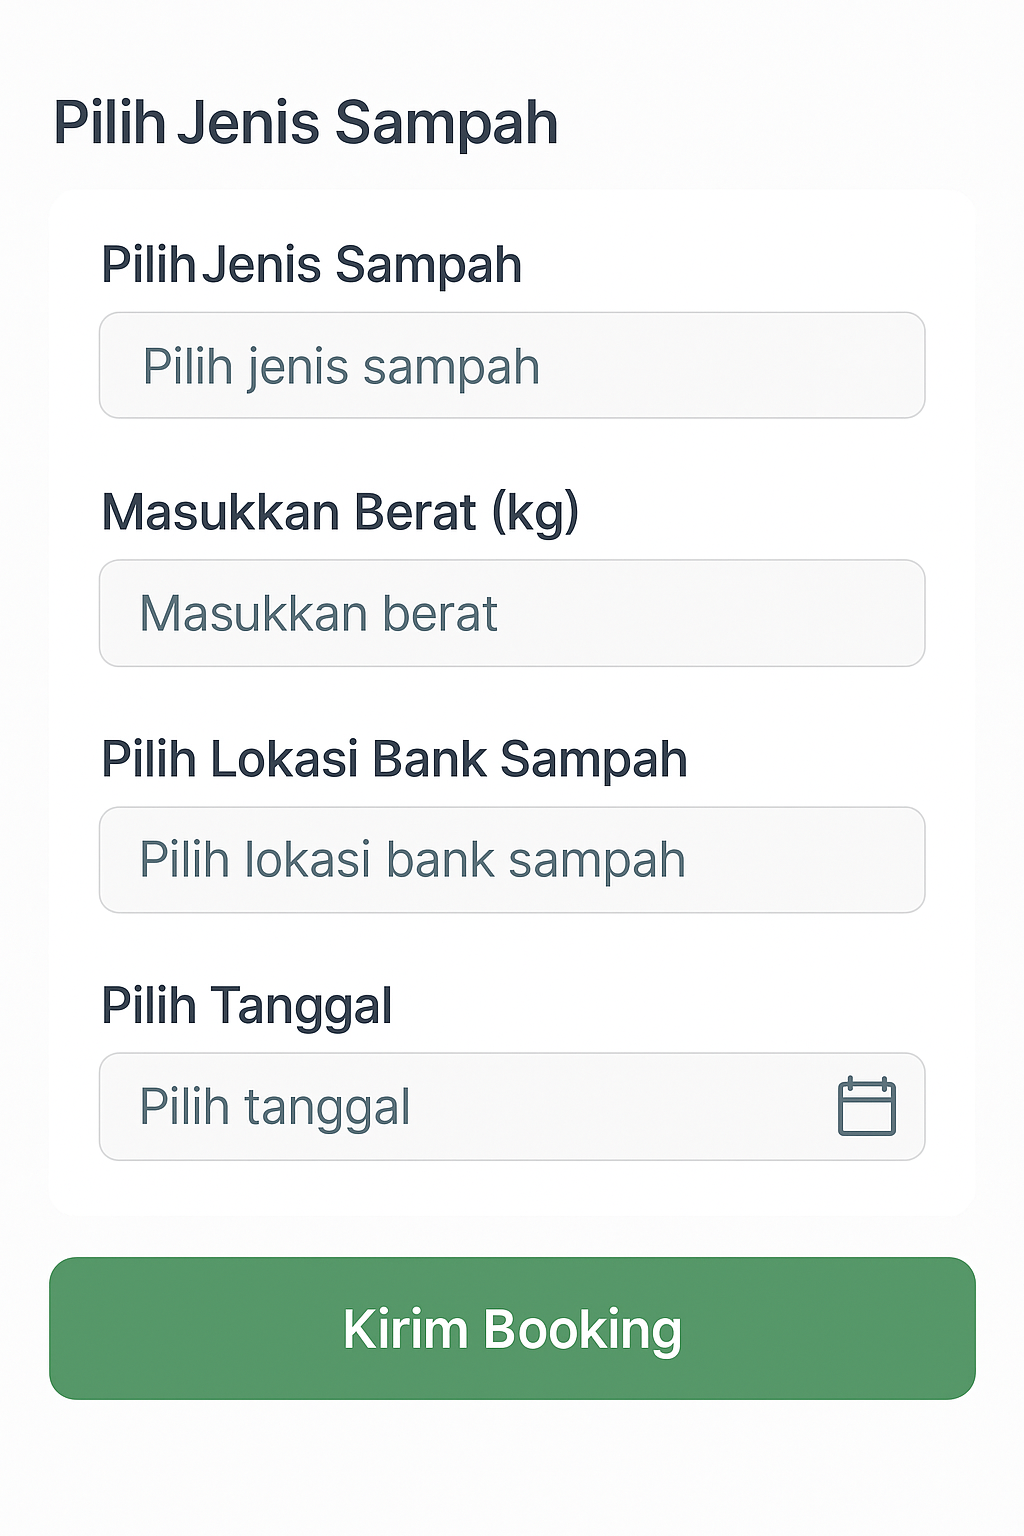 Pilih Jenis Sampah
Pilih Jenis Sampah
Pilih jenis sampah
Masukkan Berat (kg)
Masukkan berat
Pilih Lokasi Bank Sampah
Pilih lokasi bank sampah
Pilih Tanggal
Pilih tanggal
Kirim Booking